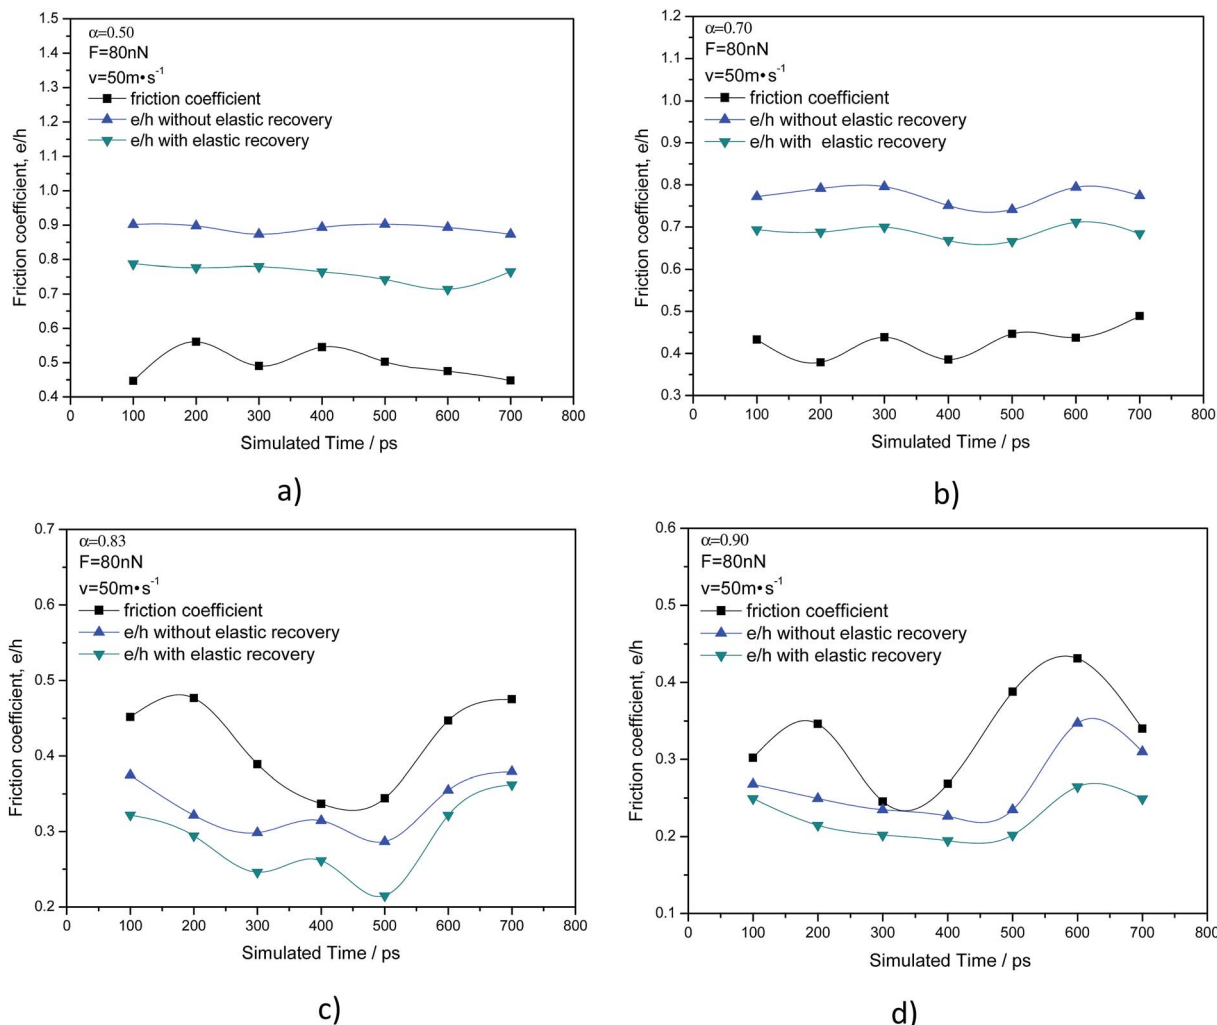 1.5
1.4
1.3
1.2
1.1
1.0
0.9
0.8
0.7
0.6
0.5
0.4
Friction coefficient, e/h
α=0.50
F=80nN
v=50m•s⁻¹
friction coefficient
e/h without elastic recovery
e/h with elastic recovery
0 100 200 300 400 500 600 700 800
Simulated Time / ps
a)
1.2
1.1
1.0
0.9
0.8
0.7
0.6
0.5
0.4
0.3
Friction coefficient, e/h
α=0.70
F=80nN
v=50m•s⁻¹
friction coefficient
e/h without elastic recovery
e/h with elastic recovery
0 100 200 300 400 500 600 700 800
Simulated Time / ps
b)
0.7
0.6
0.5
0.4
0.3
0.2
Friction coefficient, e/h
α=0.83
F=80nN
v=50m•s⁻¹
friction coefficient
e/h without elastic recovery
e/h with elastic recovery
0 100 200 300 400 500 600 700 800
Simulated Time / ps
c)
0.6
0.5
0.4
0.3
0.2
0.1
Friction coefficient, e/h
α=0.90
F=80nN
v=50m•s⁻¹
friction coefficient
e/h without elastic recovery
e/h with elastic recovery
0 100 200 300 400 500 600 700 800
Simulated Time / ps
d)